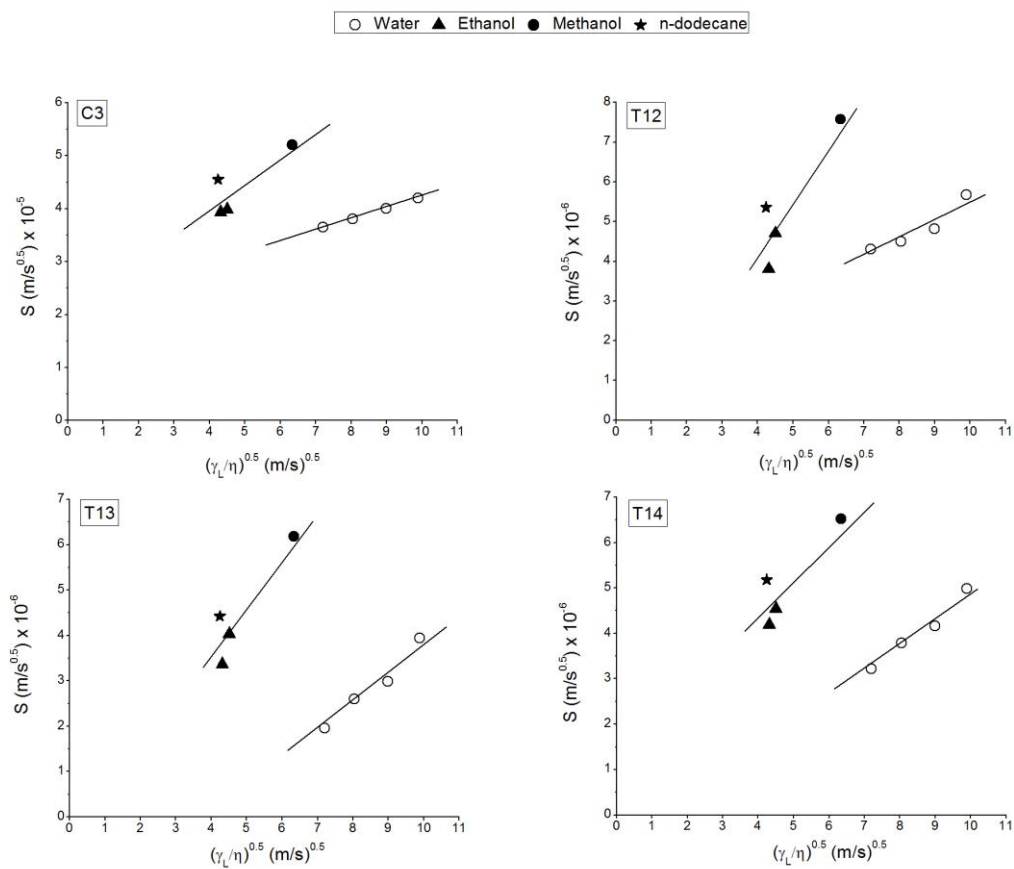 Water Ethanol Methanol n-dodecane
C3
6
5
4
3
2
1
0
S (m/s^0.5) x 10^-5
0 1 2 3 4 5 6 7 8 9 10 11
(γ_L/η)^0.5 (m/s)^0.5
T12
8
7
6
5
4
3
2
1
0
S (m/s^0.5) x 10^-6
0 1 2 3 4 5 6 7 8 9 10 11
(γ_L/η)^0.5 (m/s)^0.5
T13
7
6
5
4
3
2
1
0
S (m/s^0.5) x 10^-6
0 1 2 3 4 5 6 7 8 9 10 11
(γ_L/η)^0.5 (m/s)^0.5
T14
7
6
5
4
3
2
1
0
S (m/s^0.5) x 10^-6
0 1 2 3 4 5 6 7 8 9 10 11
(γ_L/η)^0.5 (m/s)^0.5